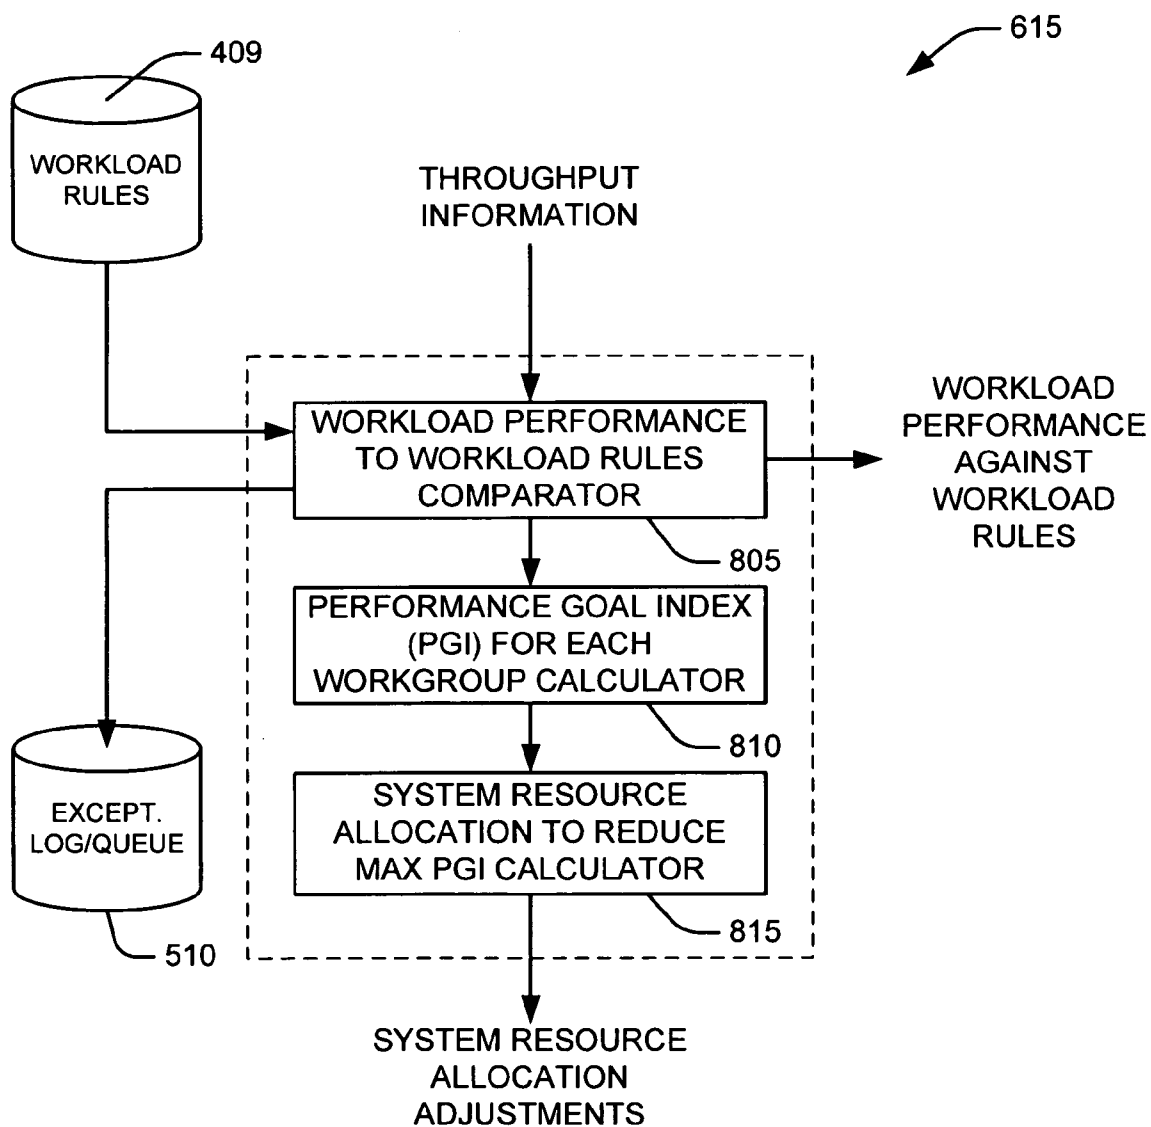 615
409
WORKLOAD
RULES
THROUGHPUT
INFORMATION
WORKLOAD PERFORMANCE
TO WORKLOAD RULES
COMPARATOR
805
WORKLOAD
PERFORMANCE
AGAINST
WORKLOAD
RULES
PERFORMANCE GOAL INDEX
(PGI) FOR EACH
WORKGROUP CALCULATOR
810
SYSTEM RESOURCE
ALLOCATION TO REDUCE
MAX PGI CALCULATOR
815
EXCEPT.
LOG/QUEUE
510
SYSTEM RESOURCE
ALLOCATION
ADJUSTMENTS